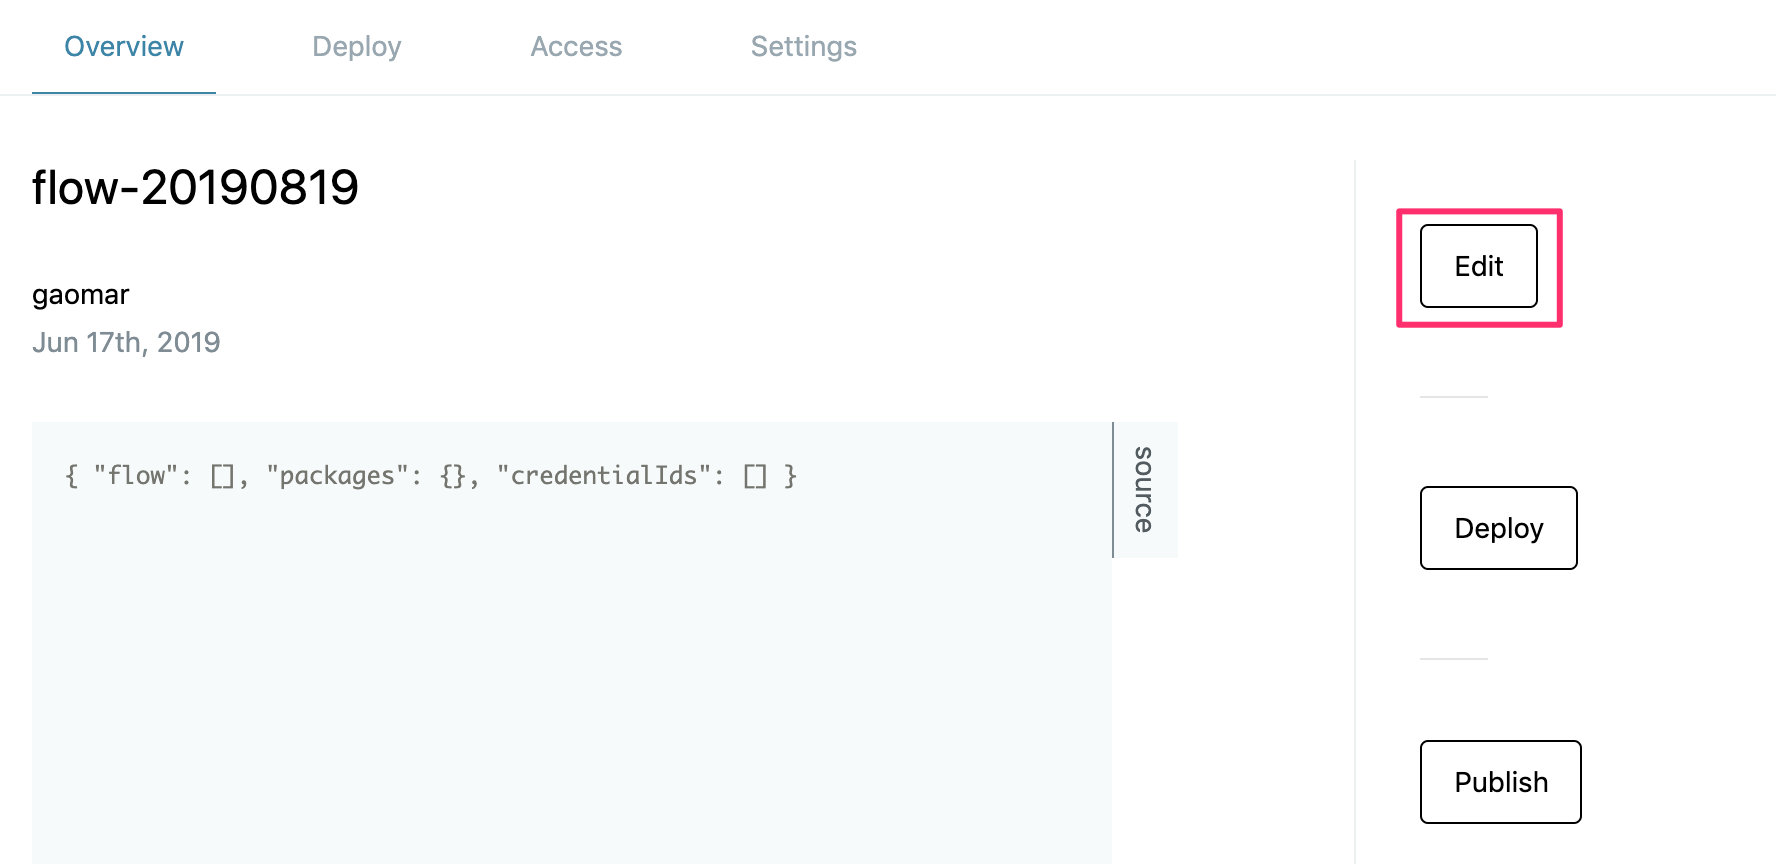 Overview Deploy Access Settings
flow-20190819
gaomar
Jun 17th, 2019
{ "flow": [], "packages": {}, "credentialIds": [] }
source
Edit
Deploy
Publish